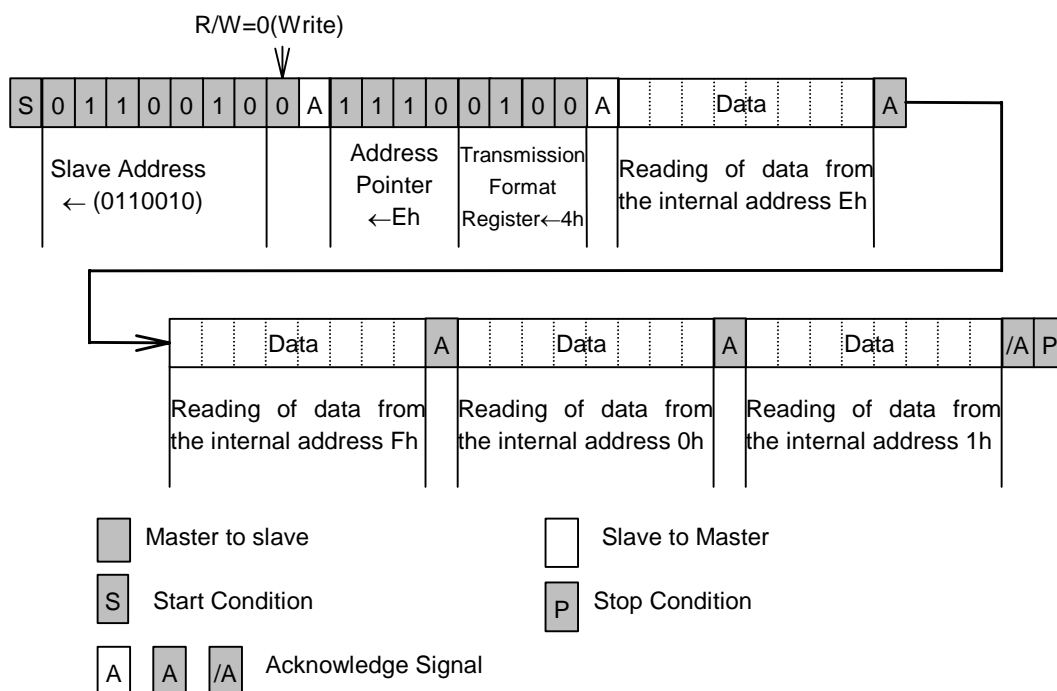 R/W=0(Write)
S 0 1 1 0 0 1 0 0 A 1 1 1 0 0 1 0 0 A Data A
Slave Address
← (0110010)
Address
Pointer
←Eh
Transmission
Format
Register←4h
Reading of data from
the internal address Eh
Data A Data A Data /A P
Reading of data from
the internal address Fh
Reading of data from
the internal address 0h
Reading of data from
the internal address 1h
Master to slave
Slave to Master
S Start Condition
P Stop Condition
A A /A Acknowledge Signal